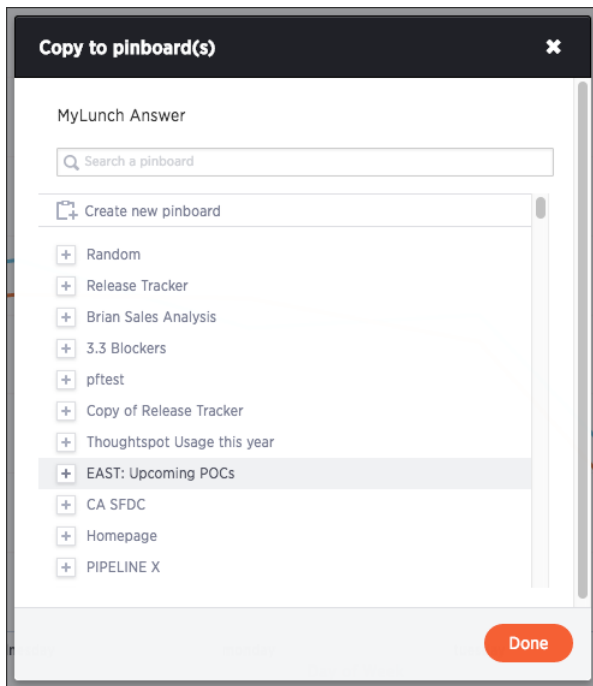 Copy to pinboard(s)
MyLunch Answer
Search a pinboard
Create new pinboard
Random
Release Tracker
Brian Sales Analysis
3.3 Blockers
pftest
Copy of Release Tracker
Thoughtspot Usage this year
EAST: Upcoming POCs
CA SFDC
Homepage
PIPELINE X
Done